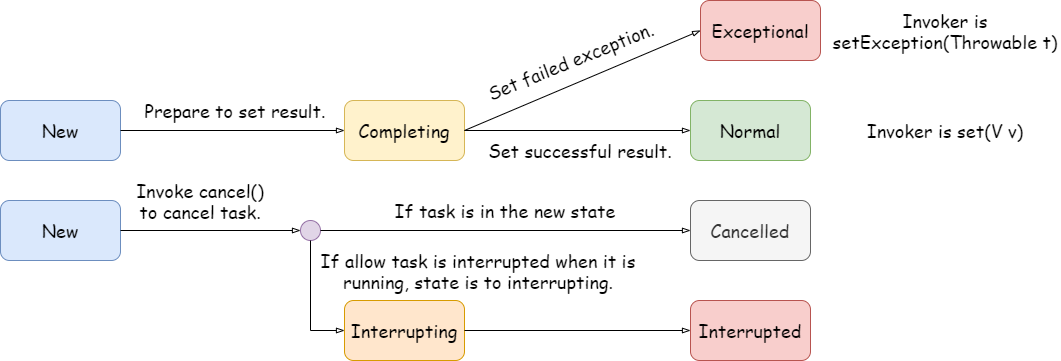 Exceptional
Invoker is
setException(Throwable t)
Set failed exception.
New
Prepare to set result.
Completing
Normal
Invoker is set(V v)
Set successful result.
Invoke cancel()
to cancel task.
New
If task is in the new state
Cancelled
If allow task is interrupted when it is
running, state is to interrupting.
Interrupting
Interrupted